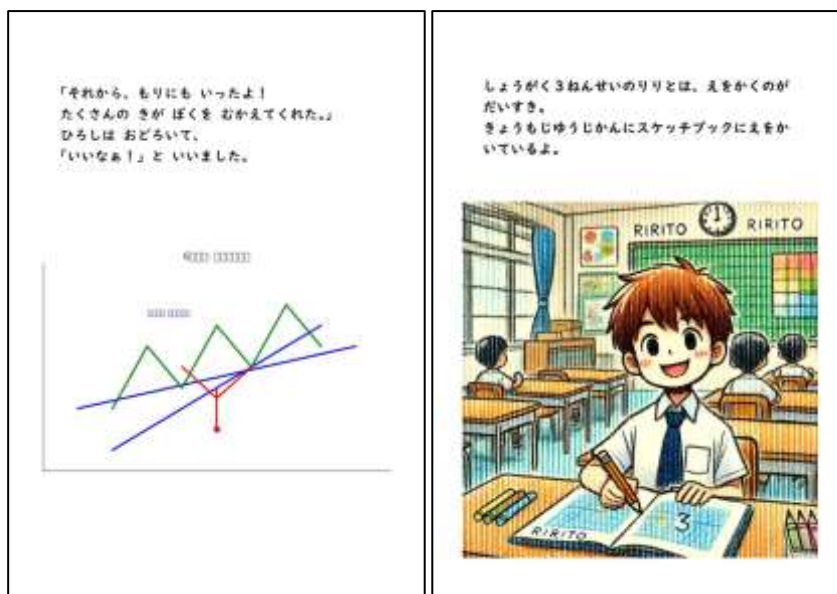 「それから、もりにも いったよ！
たくさんの きが ぼくを むかえてくれた。」
ひろしは おどろいて、
「いいなぁ！」と いいました。
しょうがく３ねんせいのりりとは、えをかくのが
だいすき。
きょうもじゆうじかんにスケッチブックにえをか
いているよ。
RIRITO
RIRITO
RIRITO
3